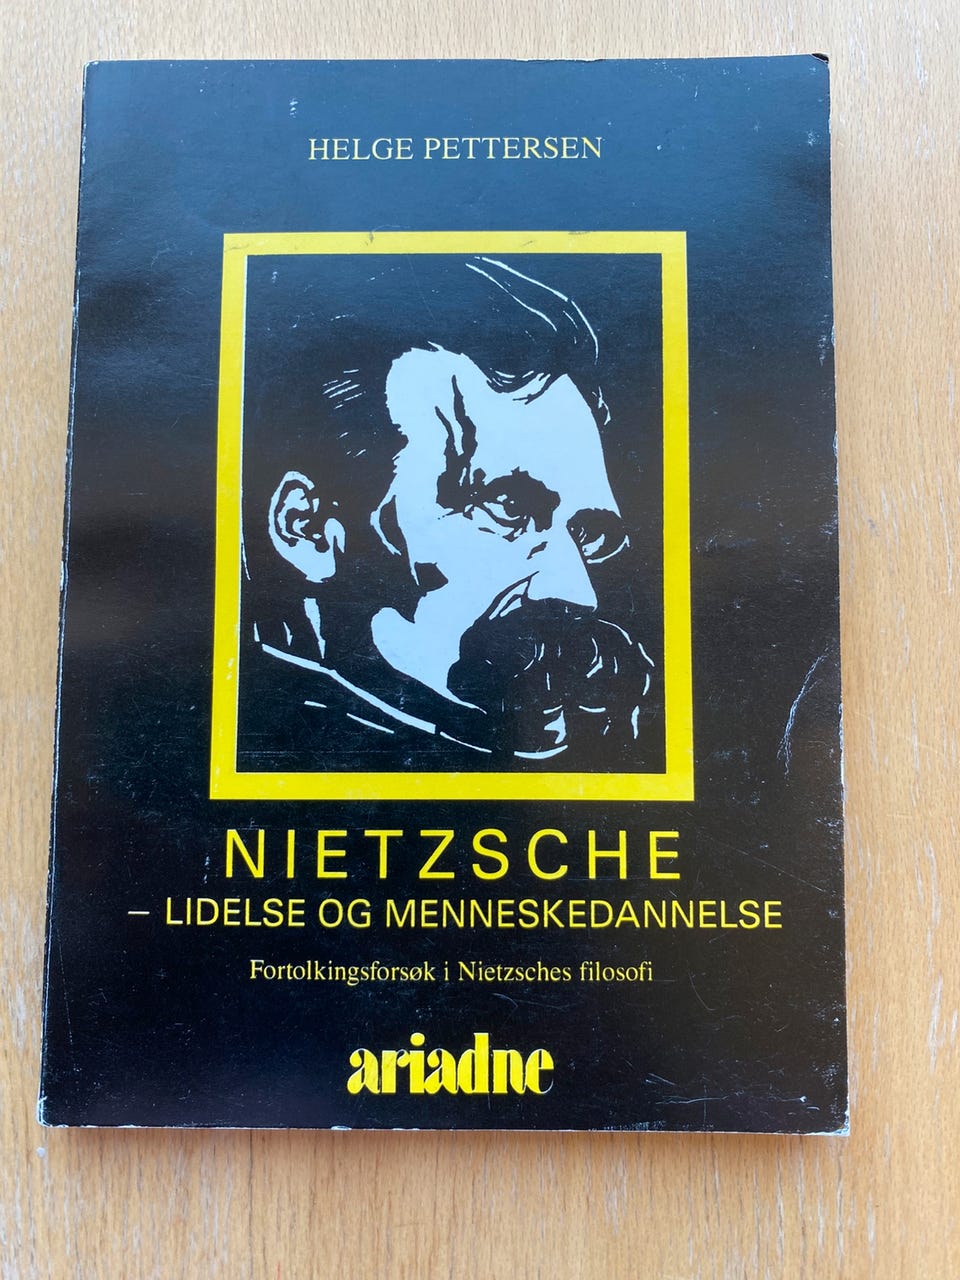 HELGE PETTERSEN
NIETZSCHE
– LIDELSE OG MENNESKEDANNELSE
Fortolkingsforsøk i Nietzsches filosofi
ariadne